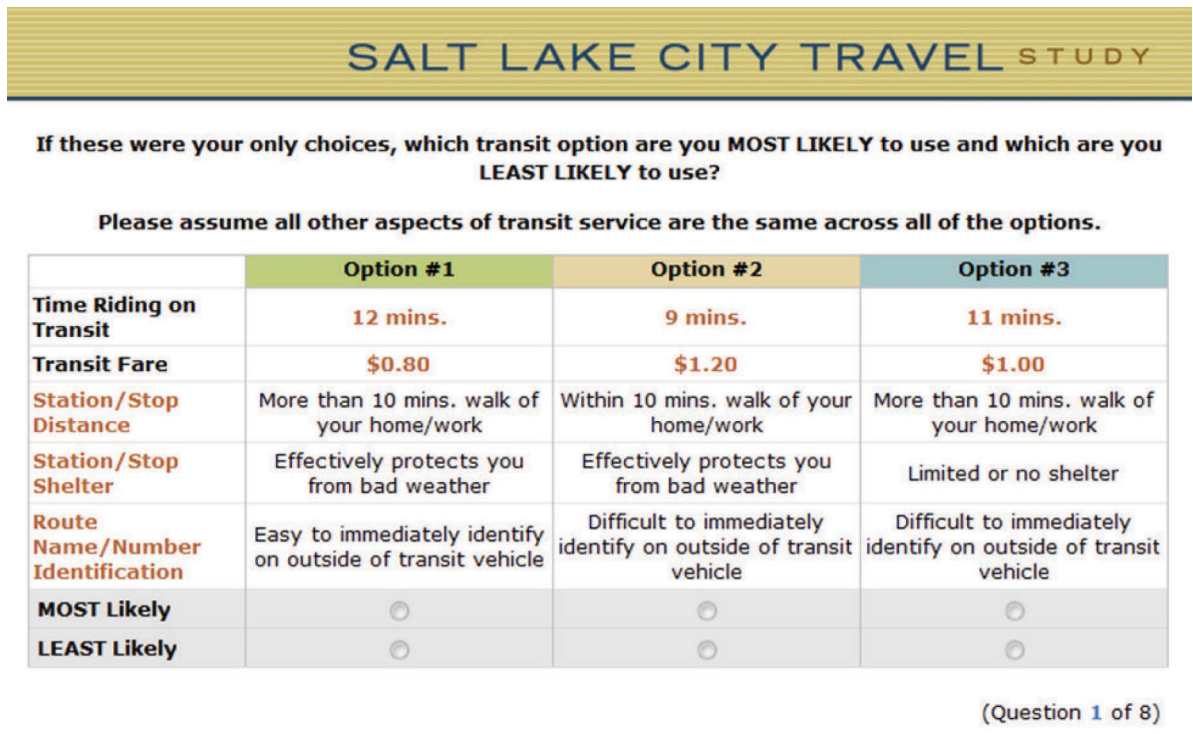 SALT LAKE CITY TRAVEL STUDY
If these were your only choices, which transit option are you MOST LIKELY to use and which are you
LEAST LIKELY to use?
Please assume all other aspects of transit service are the same across all of the options.
Option #1 Option #2 Option #3
Time Riding on
Transit
12 mins. 9 mins. 11 mins.
Transit Fare $0.80 $1.20 $1.00
Station/Stop
Distance
More than 10 mins. walk of
your home/work
Within 10 mins. walk of your
home/work
More than 10 mins. walk of
your home/work
Station/Stop
Shelter
Effectively protects you
from bad weather
Effectively protects you
from bad weather
Limited or no shelter
Route
Name/Number
Identification
Easy to immediately identify
on outside of transit vehicle
Difficult to immediately
identify on outside of transit
vehicle
Difficult to immediately
identify on outside of transit
vehicle
MOST Likely
LEAST Likely
(Question 1 of 8)